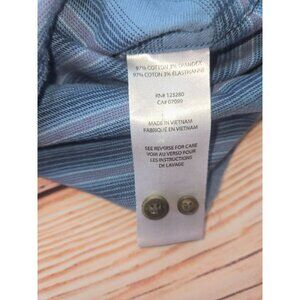 97% COTTON 3% SPANDEX
97% COTON 3% ÉLASTHANNE
RN# 125280
CA# 07099
MADE IN VIETNAM
FABRIQUÉ EN VIETNAM
SEE REVERSE FOR CARE
VOIR AU VERSO POUR
LES INSTRUCTIONS
DE LAVAGE